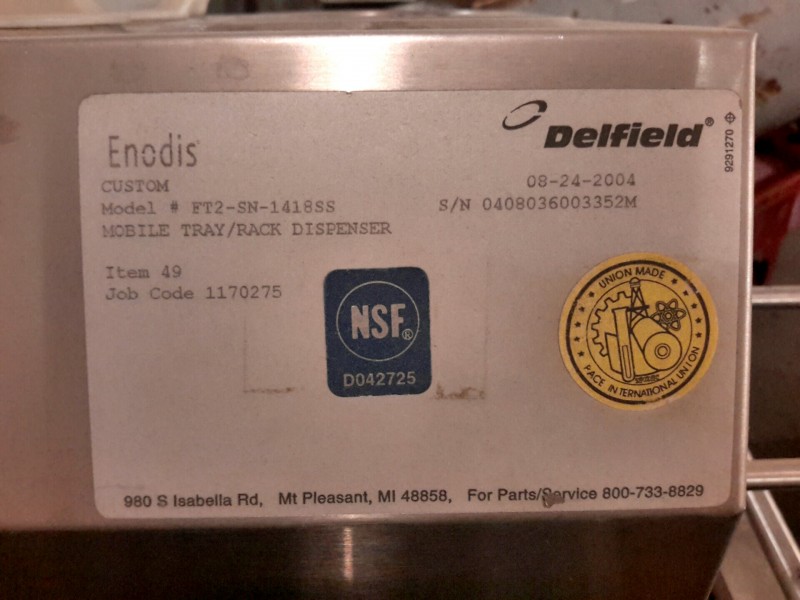 Enodis
Delfield®
9291270
CUSTOM
08-24-2004
Model # FT2-SN-1418SS
S/N 0408036003352M
MOBILE TRAY/RACK DISPENSER
Item 49
Job Code 1170275
NSF®
D042725
UNION MADE
PACE INTERNATIONAL UNION
980 S Isabella Rd, Mt Pleasant, MI 48858, For Parts/Service 800-733-8829